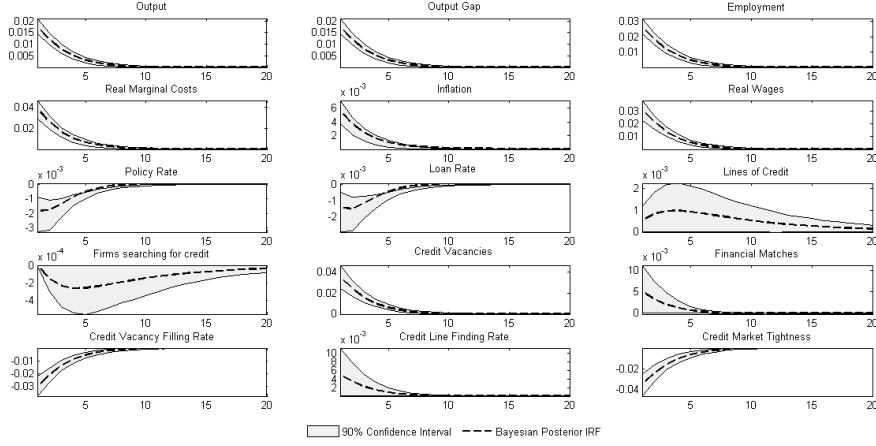 Output
0.02
0.015
0.01
0.005
5 10 15 20
Output Gap
0.02
0.015
0.01
0.005
5 10 15 20
Employment
0.03
0.02
0.01
5 10 15 20
Real Marginal Costs
0.04
0.02
5 10 15 20
Inflation
x 10⁻³
6
4
2
5 10 15 20
Real Wages
0.03
0.02
0.01
5 10 15 20
Policy Rate
x 10⁻³
0
-1
-2
-3
5 10 15 20
Loan Rate
x 10⁻³
0
-1
-2
5 10 15 20
Lines of Credit
x 10⁻³
2
1
0
5 10 15 20
Firms searching for credit
x 10⁻⁴
0
-2
-4
5 10 15 20
Credit Vacancies
0.04
0.02
0
5 10 15 20
Financial Matches
x 10⁻³
10
5
0
5 10 15 20
Credit Vacancy Filling Rate
-0.01
-0.02
-0.03
5 10 15 20
Credit Line Finding Rate
x 10⁻³
10
8
6
4
2
5 10 15 20
Credit Market Tightness
-0.02
-0.04
5 10 15 20
90% Confidence Interval
Bayesian Posterior IRF